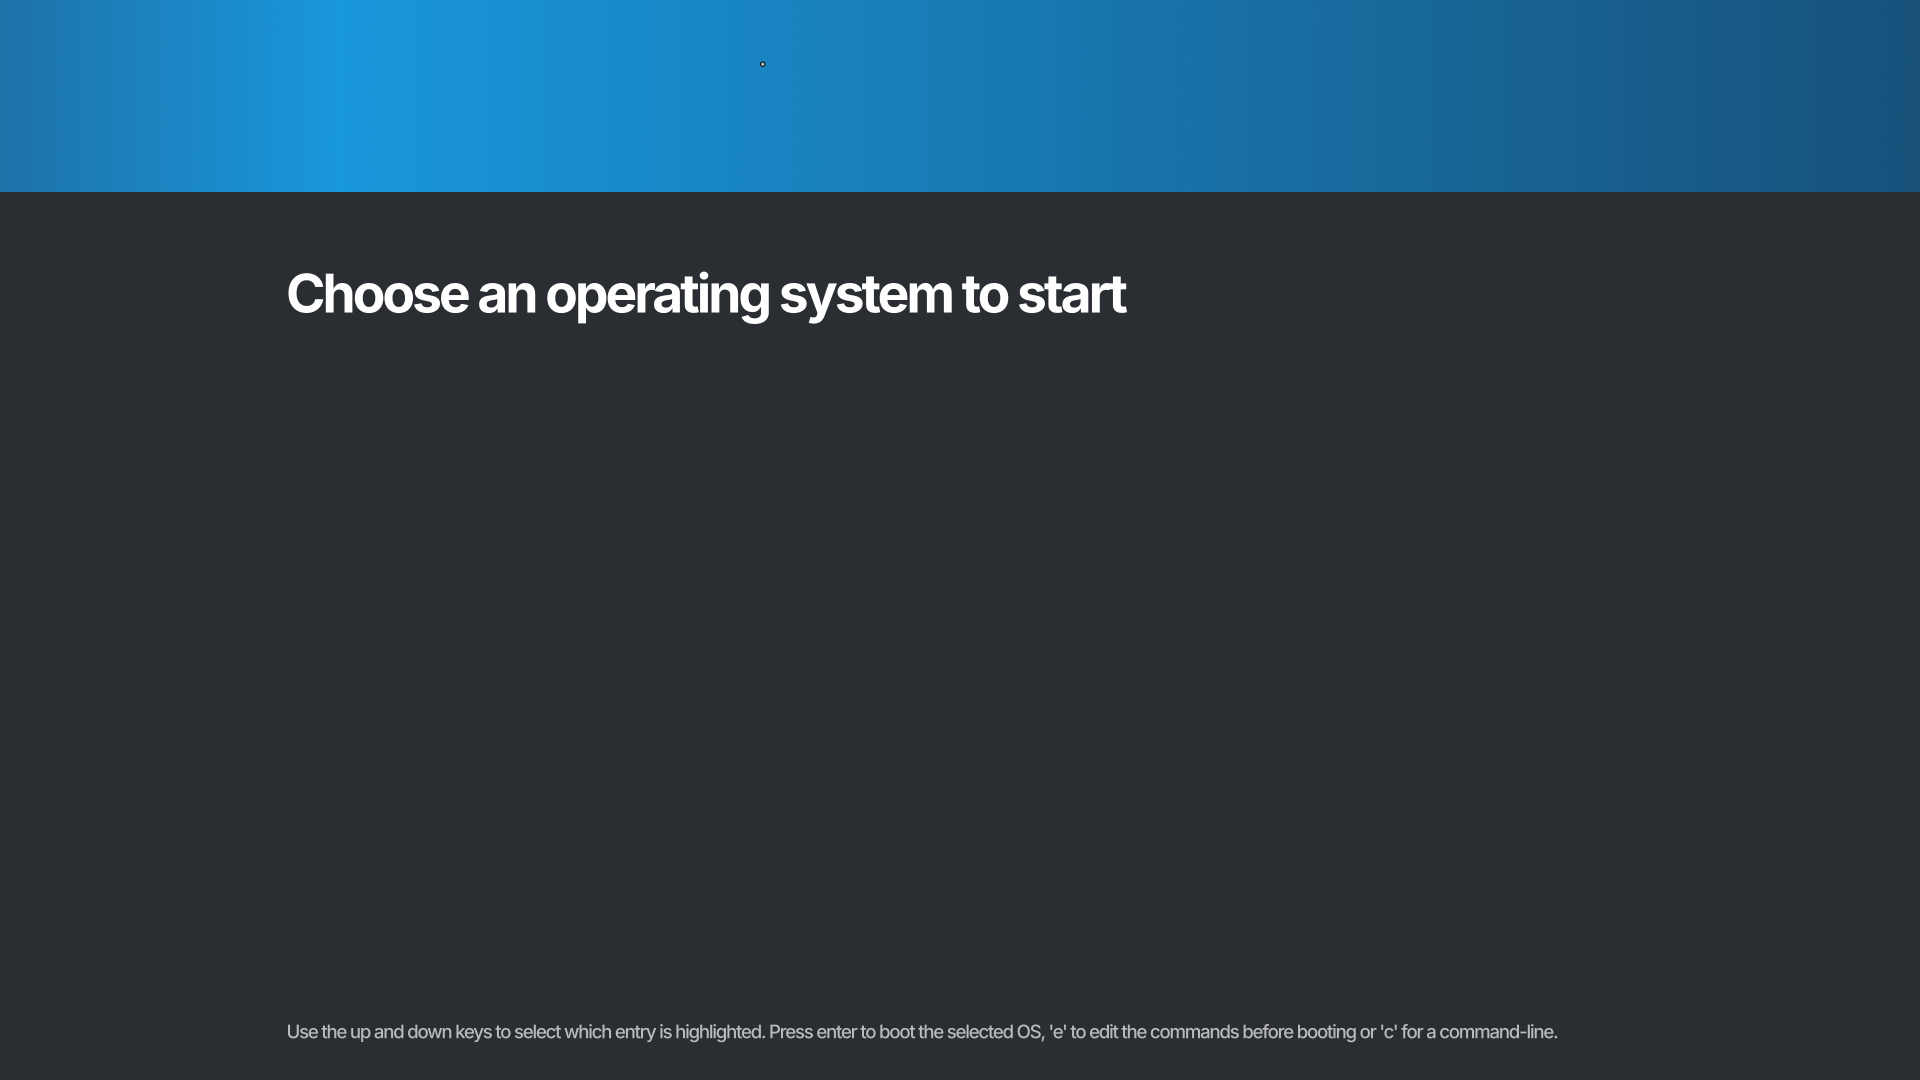 Choose an operating system to start
Use the up and down keys to select which entry is highlighted. Press enter to boot the selected OS, 'e' to edit the commands before booting or 'c' for a command-line.